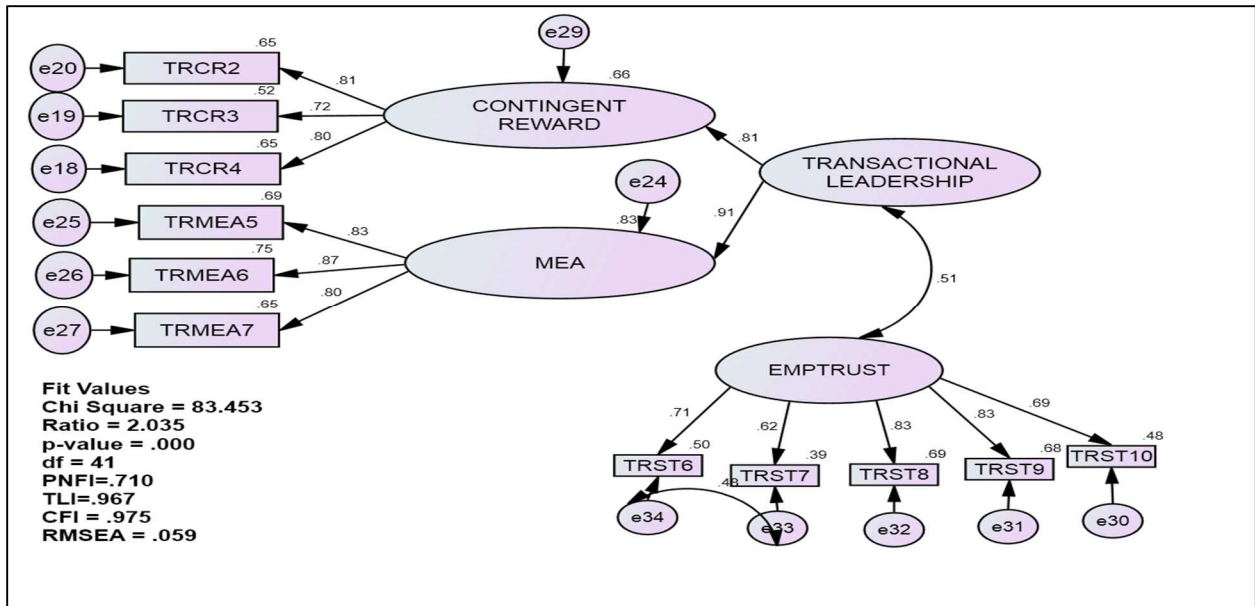 e29
.65
.66
e20
TRCR2
.81
.52
CONTINGENT
REWARD
e19
TRCR3
.72
.81
.65
.80
TRANSACTIONAL
LEADERSHIP
e18
TRCR4
e24
.69
.83
.91
e25
TRMEA5
.83
.75
MEA
e26
TRMEA6
.87
.51
.65
.80
e27
TRMEA7
EMPTRUST
Fit Values
Chi Square = 83.453
Ratio = 2.035
p-value = .000
df = 41
PNFI=.710
TLI=.967
CFI = .975
RMSEA = .059
.71
.62
.83
.83
.69
.50
.39
.69
.68
.48
TRST6
TRST7
TRST8
TRST9
TRST10
.48
e34
e33
e32
e31
e30